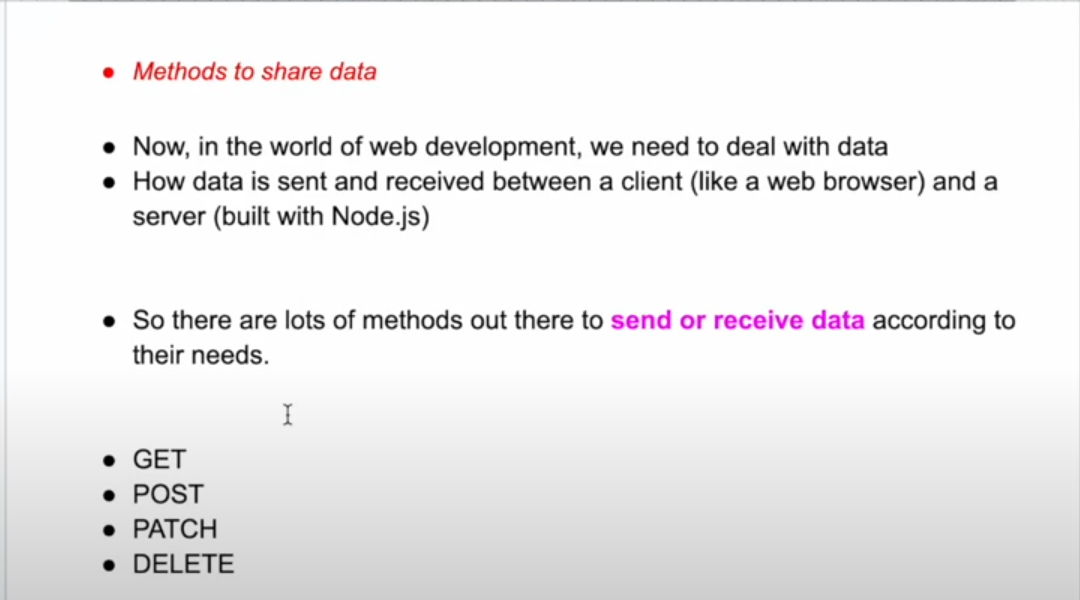 Methods to share data
Now, in the world of web development, we need to deal with data
How data is sent and received between a client (like a web browser) and a
server (built with Node.js)
So there are lots of methods out there to send or receive data according to
their needs.
GET
POST
PATCH
DELETE